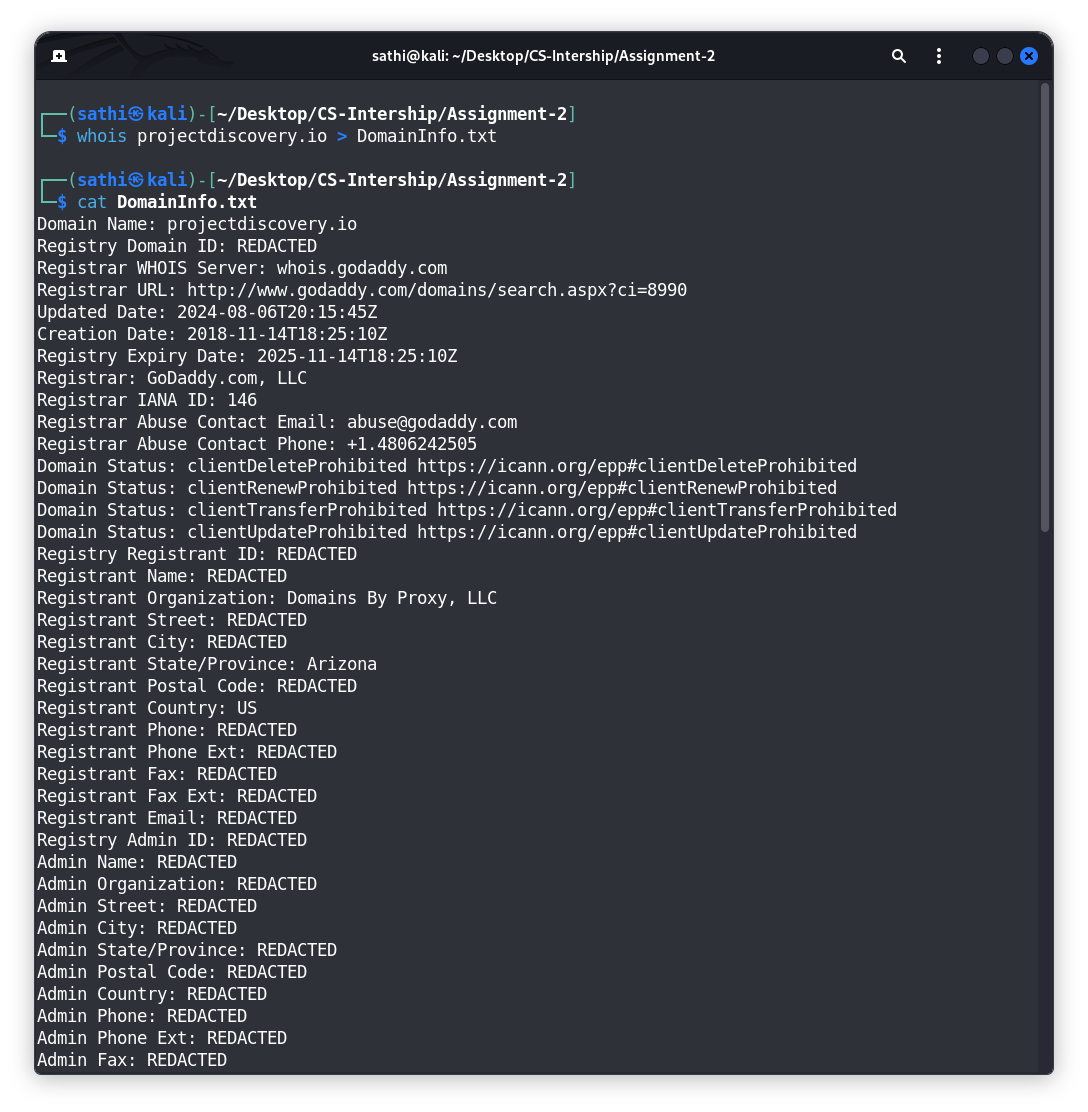 sathi@kali: ~/Desktop/CS-Intership/Assignment-2
┌──(sathi㉿kali)-[~/Desktop/CS-Intership/Assignment-2]
└─$ whois projectdiscovery.io > DomainInfo.txt
┌──(sathi㉿kali)-[~/Desktop/CS-Intership/Assignment-2]
└─$ cat DomainInfo.txt
Domain Name: projectdiscovery.io
Registry Domain ID: REDACTED
Registrar WHOIS Server: whois.godaddy.com
Registrar URL: http://www.godaddy.com/domains/search.aspx?ci=8990
Updated Date: 2024-08-06T20:15:45Z
Creation Date: 2018-11-14T18:25:10Z
Registry Expiry Date: 2025-11-14T18:25:10Z
Registrar: GoDaddy.com, LLC
Registrar IANA ID: 146
Registrar Abuse Contact Email: abuse@godaddy.com
Registrar Abuse Contact Phone: +1.4806242505
Domain Status: clientDeleteProhibited https://icann.org/epp#clientDeleteProhibited
Domain Status: clientRenewProhibited https://icann.org/epp#clientRenewProhibited
Domain Status: clientTransferProhibited https://icann.org/epp#clientTransferProhibited
Domain Status: clientUpdateProhibited https://icann.org/epp#clientUpdateProhibited
Registry Registrant ID: REDACTED
Registrant Name: REDACTED
Registrant Organization: Domains By Proxy, LLC
Registrant Street: REDACTED
Registrant City: REDACTED
Registrant State/Province: Arizona
Registrant Postal Code: REDACTED
Registrant Country: US
Registrant Phone: REDACTED
Registrant Phone Ext: REDACTED
Registrant Fax: REDACTED
Registrant Fax Ext: REDACTED
Registrant Email: REDACTED
Registry Admin ID: REDACTED
Admin Name: REDACTED
Admin Organization: REDACTED
Admin Street: REDACTED
Admin City: REDACTED
Admin State/Province: REDACTED
Admin Postal Code: REDACTED
Admin Country: REDACTED
Admin Phone: REDACTED
Admin Phone Ext: REDACTED
Admin Fax: REDACTED